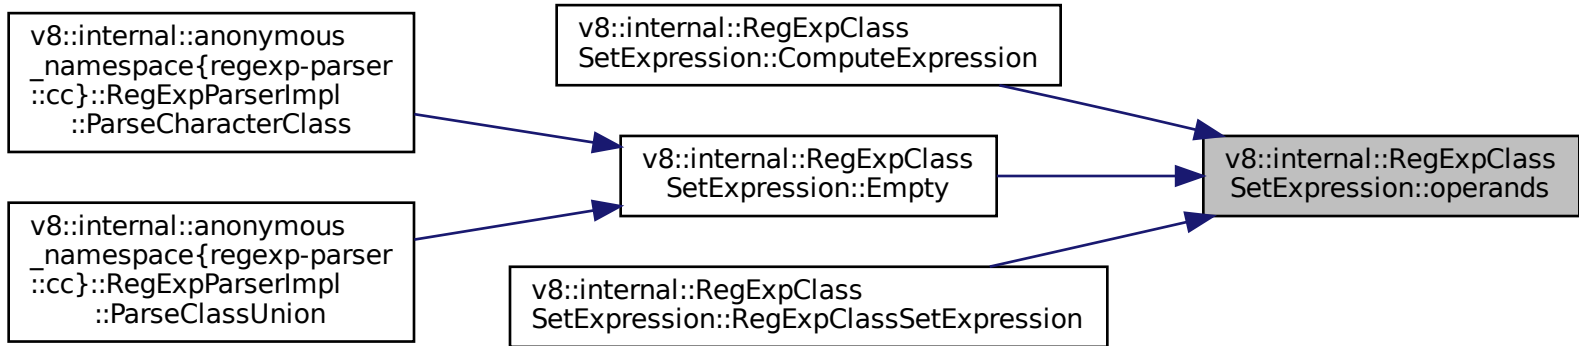 v8::internal::anonymous
_namespace{regexp-parser
::cc}::RegExpParserImpl
::ParseCharacterClass
v8::internal::anonymous
_namespace{regexp-parser
::cc}::RegExpParserImpl
::ParseClassUnion
v8::internal::RegExpClass
SetExpression::ComputeExpression
v8::internal::RegExpClass
SetExpression::Empty
v8::internal::RegExpClass
SetExpression::RegExpClassSetExpression
v8::internal::RegExpClass
SetExpression::operands